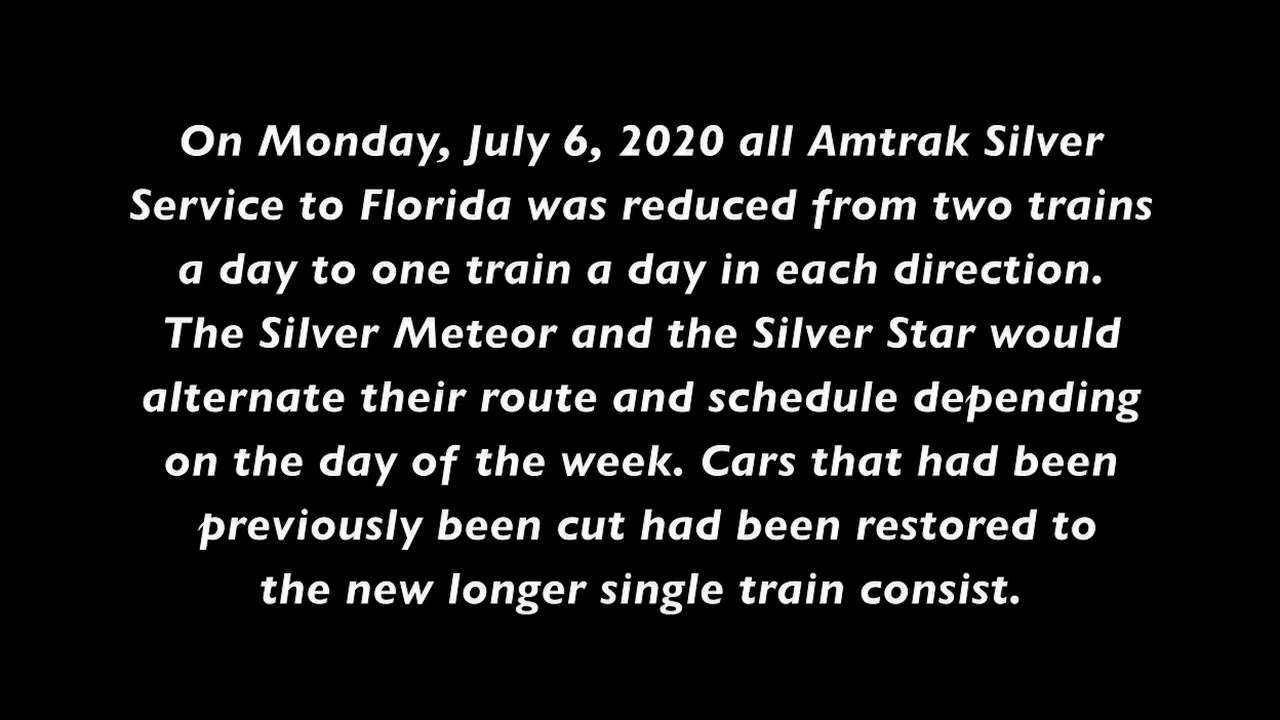 On Monday, July 6, 2020 all Amtrak Silver
Service to Florida was reduced from two trains
a day to one train a day in each direction.
The Silver Meteor and the Silver Star would
alternate their route and schedule depending
on the day of the week. Cars that had been
previously been cut had been restored to
the new longer single train consist.